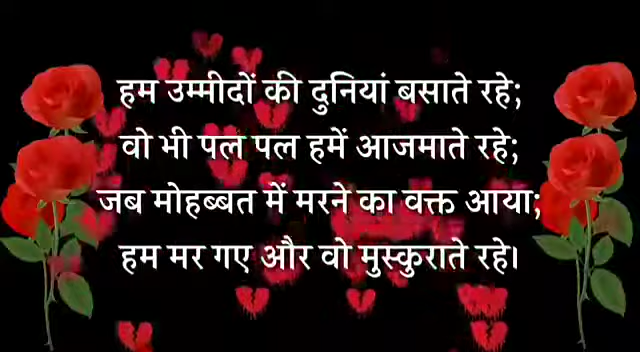 हम उम्मीदों की दुनियां बसाते रहे;
वो भी पल पल हमें आजमाते रहे;
जब मोहब्बत में मरने का वक्त आया;
हम मर गए और वो मुस्कुराते रहे।